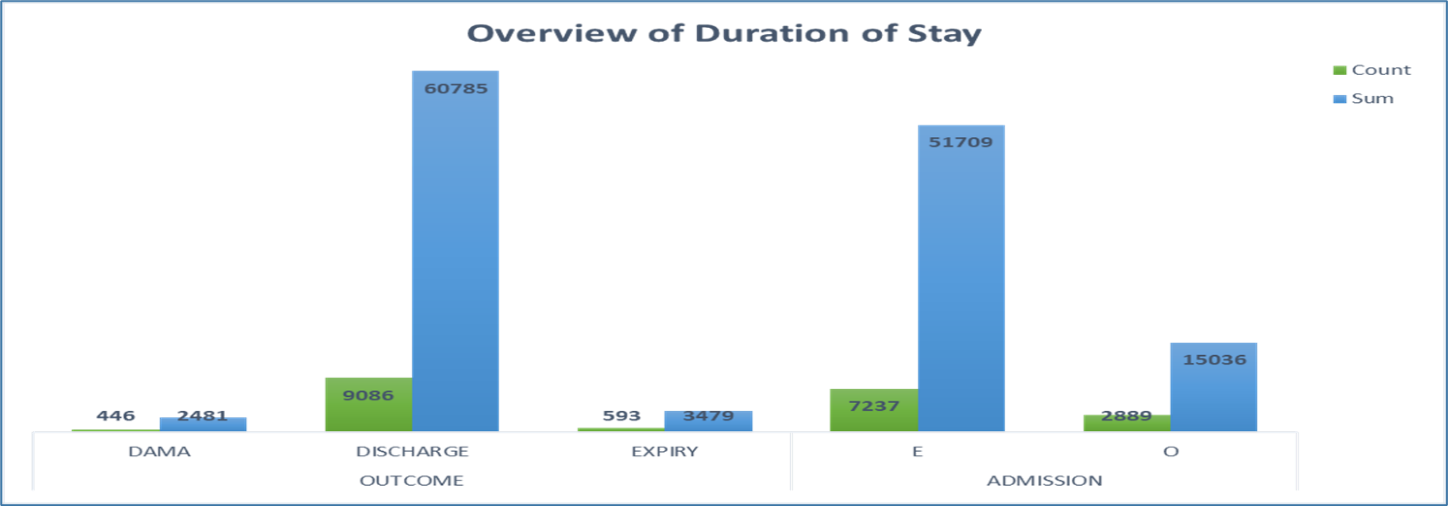 Overview of Duration of Stay
Count
Sum
60785
51709
9086
7237
15036
446 2481 593 3479 2889
DAMA DISCHARGE EXPIRY E O
OUTCOME ADMISSION